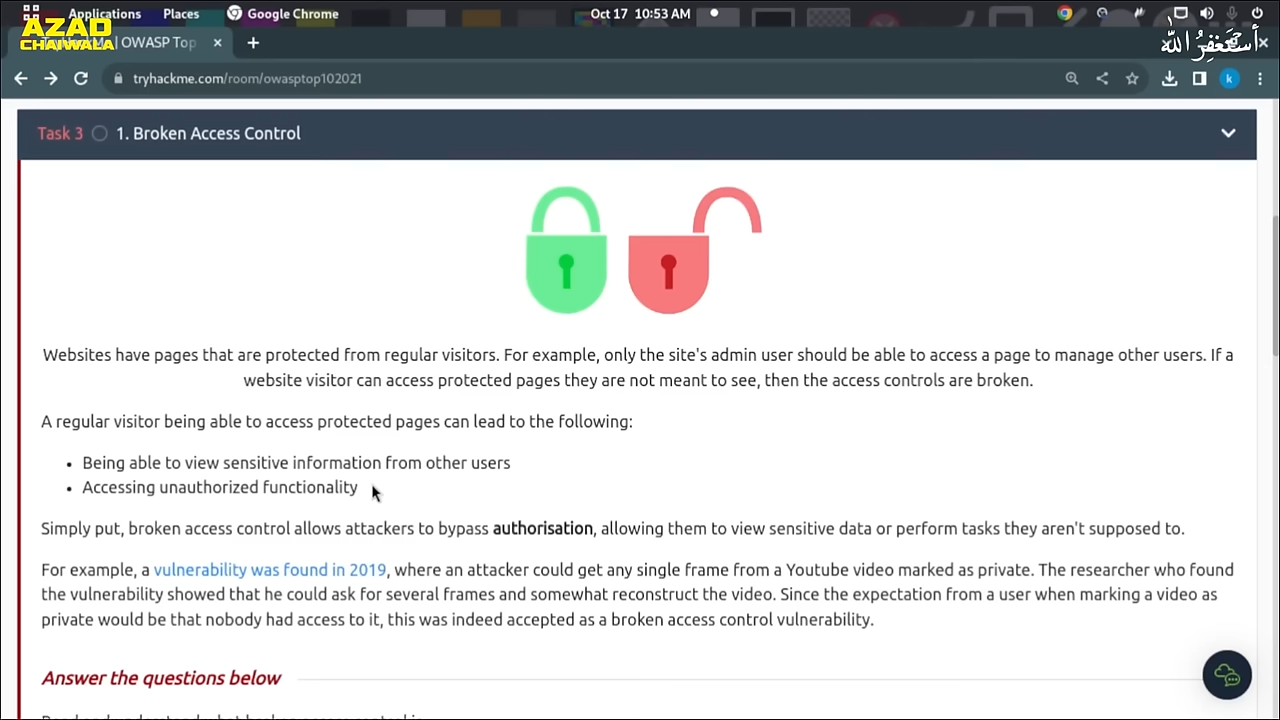 Applications Places Google Chrome Oct 17 10:53 AM
AZAD
CHAIWALA
OWASP Top
أستغفر الله
tryhackme.com/room/owasptop102021
k
Task 3 1. Broken Access Control
Websites have pages that are protected from regular visitors. For example, only the site's admin user should be able to access a page to manage other users. If a
website visitor can access protected pages they are not meant to see, then the access controls are broken.
A regular visitor being able to access protected pages can lead to the following:
• Being able to view sensitive information from other users
• Accessing unauthorized functionality
Simply put, broken access control allows attackers to bypass authorisation, allowing them to view sensitive data or perform tasks they aren't supposed to.
For example, a vulnerability was found in 2019, where an attacker could get any single frame from a Youtube video marked as private. The researcher who found
the vulnerability showed that he could ask for several frames and somewhat reconstruct the video. Since the expectation from a user when marking a video as
private would be that nobody had access to it, this was indeed accepted as a broken access control vulnerability.
Answer the questions below